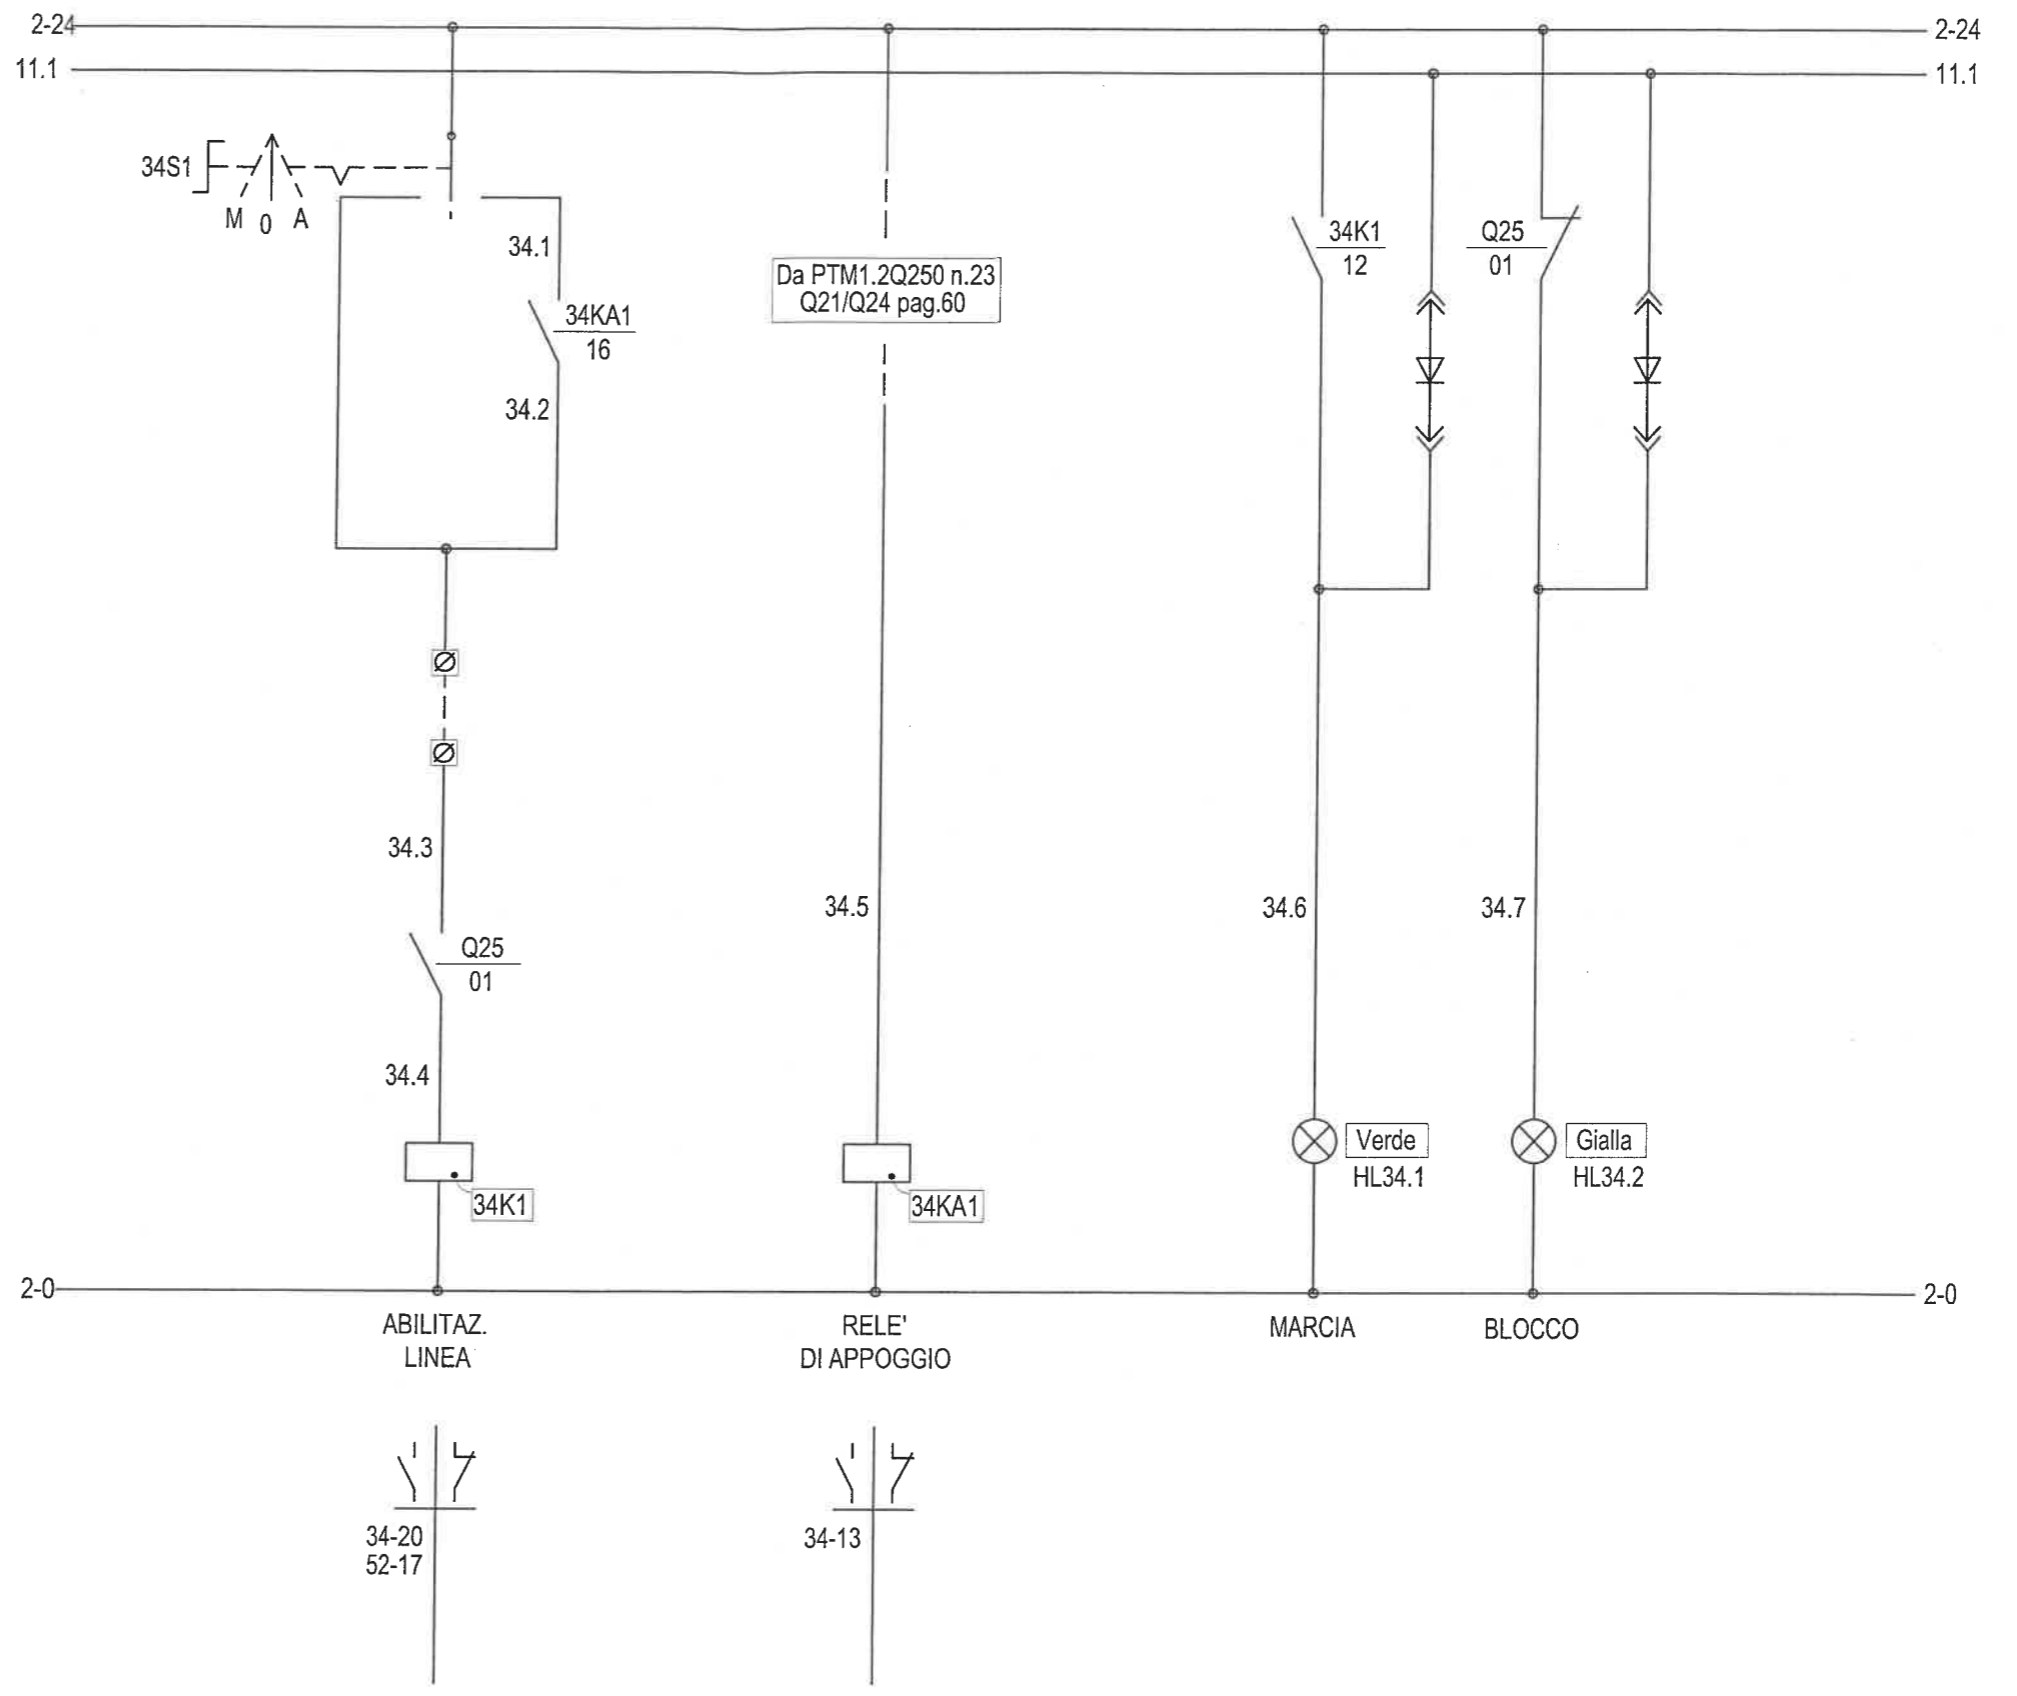 2-24
2-24
11.1
11.1
34S1
M 0 A
34.1
34KA1
16
34.2
Da PTM1.2Q250 n.23
Q21/Q24 pag.60
34K1
12
Q25
01
34.3
Q25
01
34.4
34K1
34.5
34KA1
34.6
Verde
HL34.1
34.7
Gialla
HL34.2
2-0
2-0
ABILITAZ.
LINEA
RELE'
DI APPOGGIO
MARCIA
BLOCCO
34-20
52-17
34-13